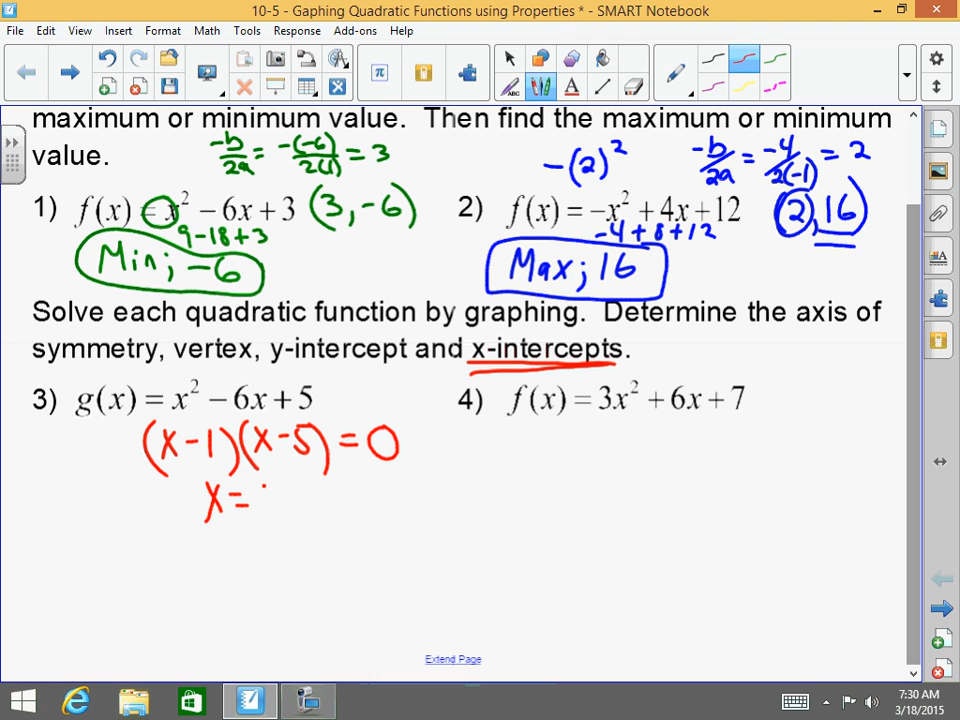 10-5 - Gaphing Quadratic Functions using Properties * - SMART Notebook
File Edit View Insert Format Math Tools Response Add-ons Help
maximum or minimum value. Then find the maximum or minimum
value.
-b/2a = -(-6)/2(1) = 3
-(2)²
-b/2a = -4/2(-1) = 2
1) f(x) = x² − 6x + 3 (3, -6)
2) f(x) = −x² + 4x + 12 (2, 16)
9 - 18 + 3
-4 + 8 + 12
Min; -6
Max; 16
Solve each quadratic function by graphing. Determine the axis of
symmetry, vertex, y-intercept and x-intercepts.
3) g(x) = x² − 6x + 5
4) f(x) = 3x² + 6x + 7
(x - 1)(x - 5) = 0
x =
Extend Page
7:30 AM
3/18/2015